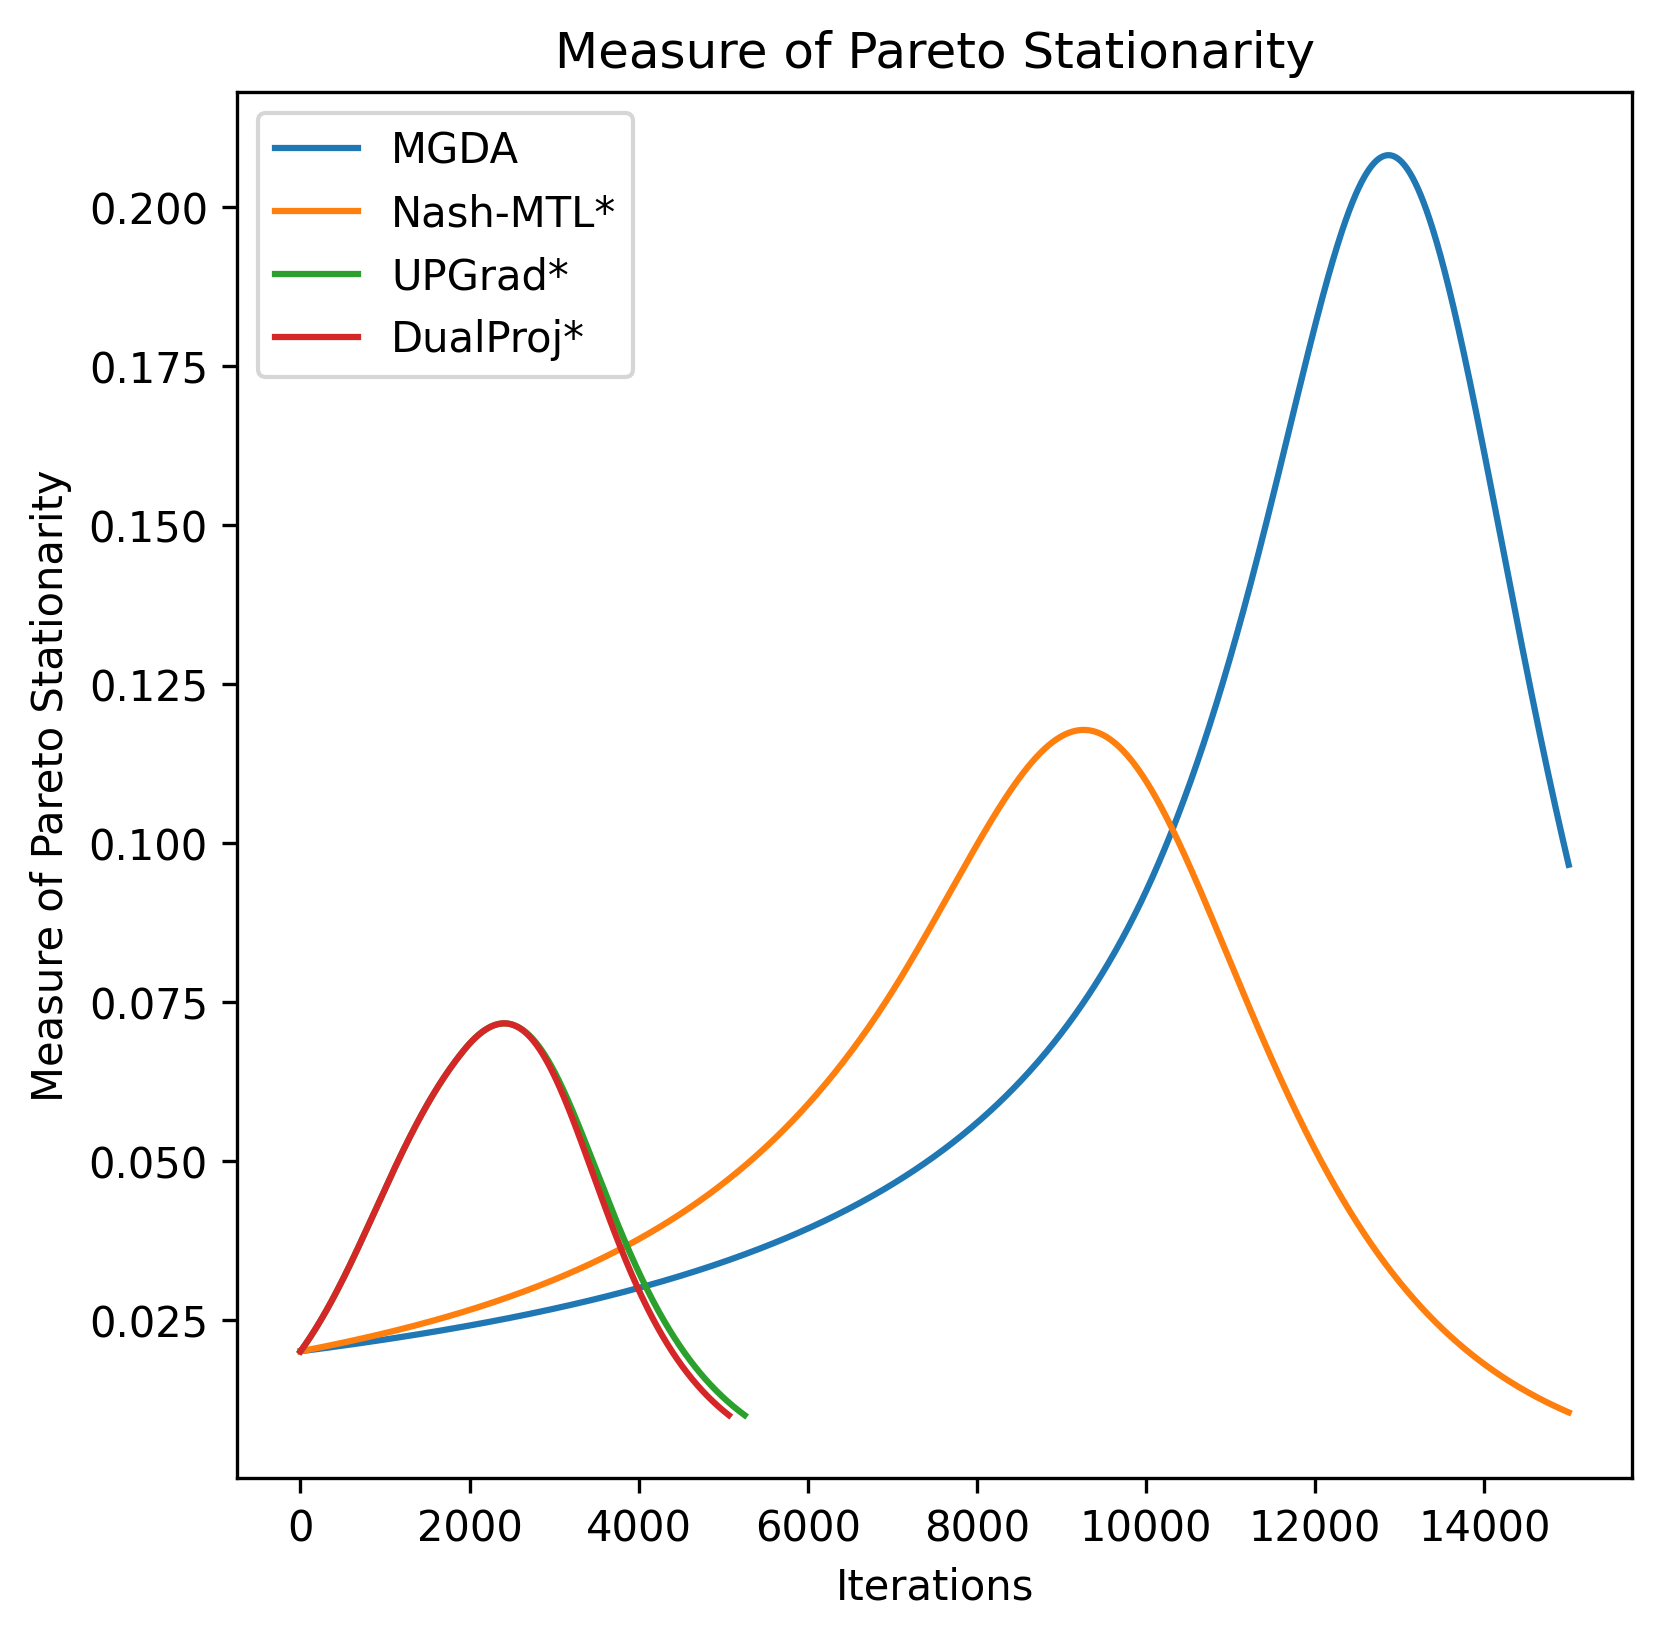 Measure of Pareto Stationarity
MGDA
Nash-MTL*
UPGrad*
DualProj*
Measure of Pareto Stationarity
0.200
0.175
0.150
0.125
0.100
0.075
0.050
0.025
0 2000 4000 6000 8000 10000 12000 14000
Iterations